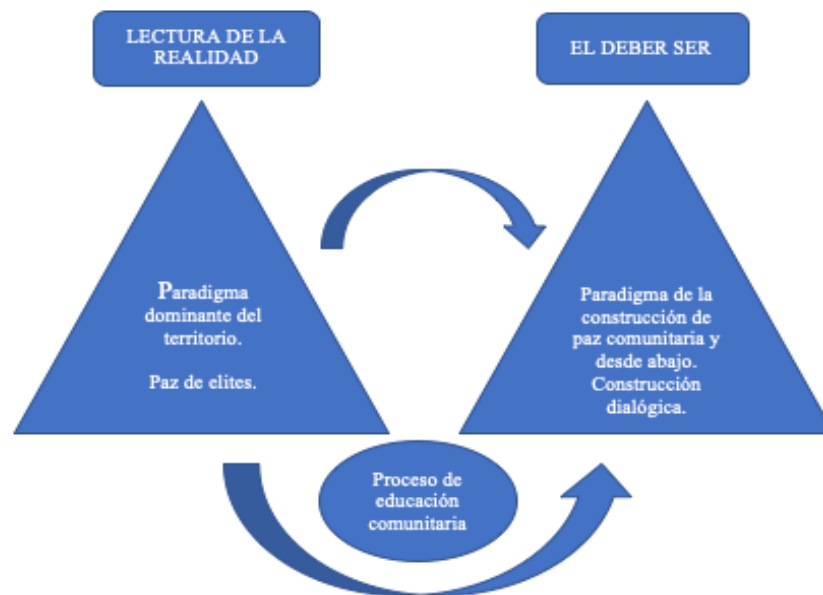 LECTURA DE LA
REALIDAD
EL DEBER SER
Paradigma
dominante del
territorio.
Paz de elites.
Paradigma de la
construcción de
paz comunitaria y
desde abajo.
Construcción
dialógica.
Proceso de
educación
comunitaria